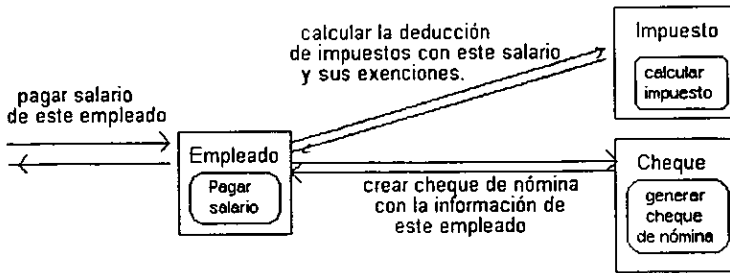 calcular la deducción
de impuestos con este salario
y sus exenciones.
Impuesto
calcular
impuesto
pagar salario
de este empleado
Empleado
Pagar
salario
crear cheque de nómina
con la información de
este empleado
Cheque
generar
cheque
de nómina